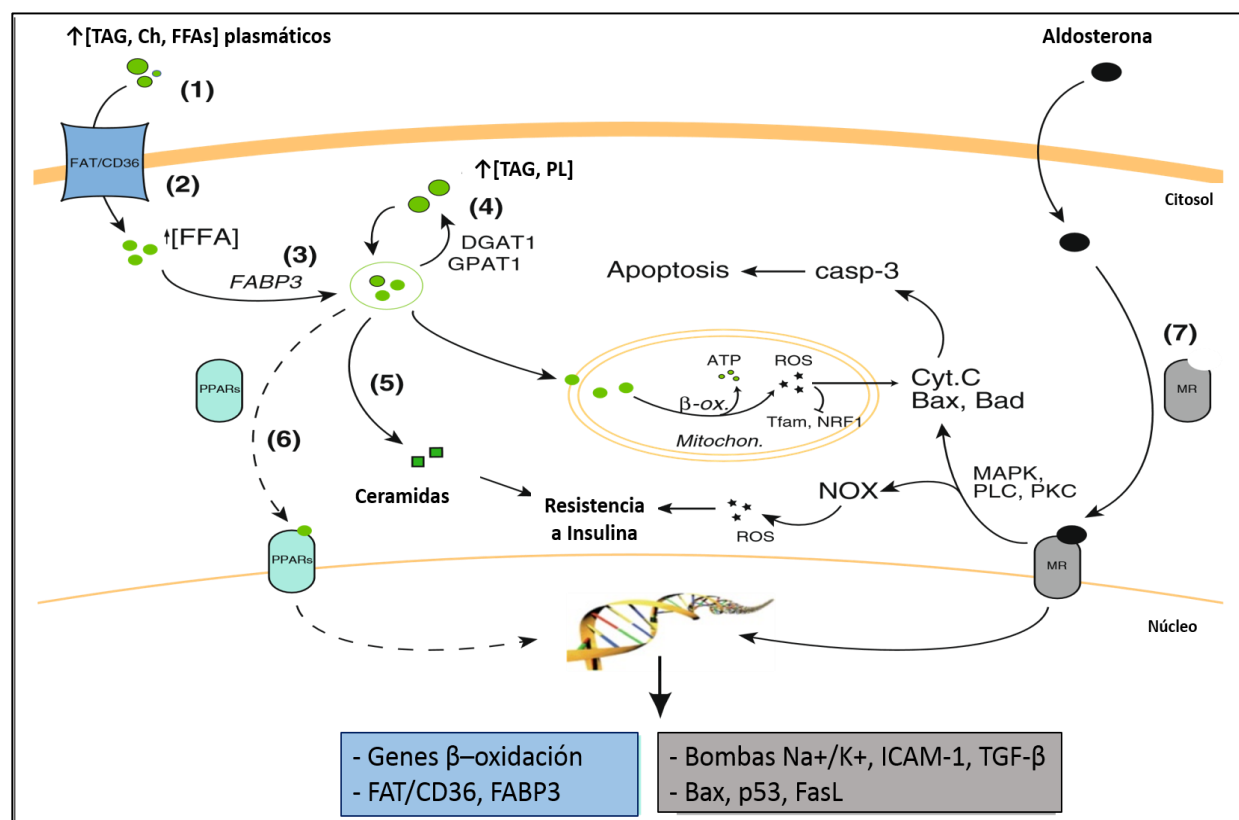 ↑[TAG, Ch, FFAs] plasmáticos
(1)
Aldosterona
FAT/CD36
(2)
↑[TAG, PL]
(4)
Citosol
↑[FFA]
(3)
FABP3
DGAT1
GPAT1
Apoptosis
casp-3
(7)
PPARs
(5)
ATP
ROS
MR
Cyt.C
Bax, Bad
β-ox.
Tfam, NRF1
Mitochon.
(6)
MAPK,
PLC, PKC
Ceramidas
Resistencia
a Insulina
NOX
ROS
PPARs
MR
Núcleo
- Genes β–oxidación
- FAT/CD36, FABP3
- Bombas Na+/K+, ICAM-1, TGF-β
- Bax, p53, FasL